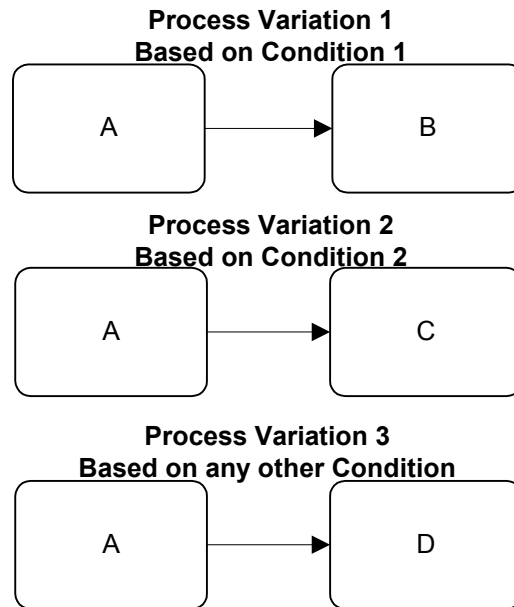 Process Variation 1
Based on Condition 1
A
B
Process Variation 2
Based on Condition 2
A
C
Process Variation 3
Based on any other Condition
A
D